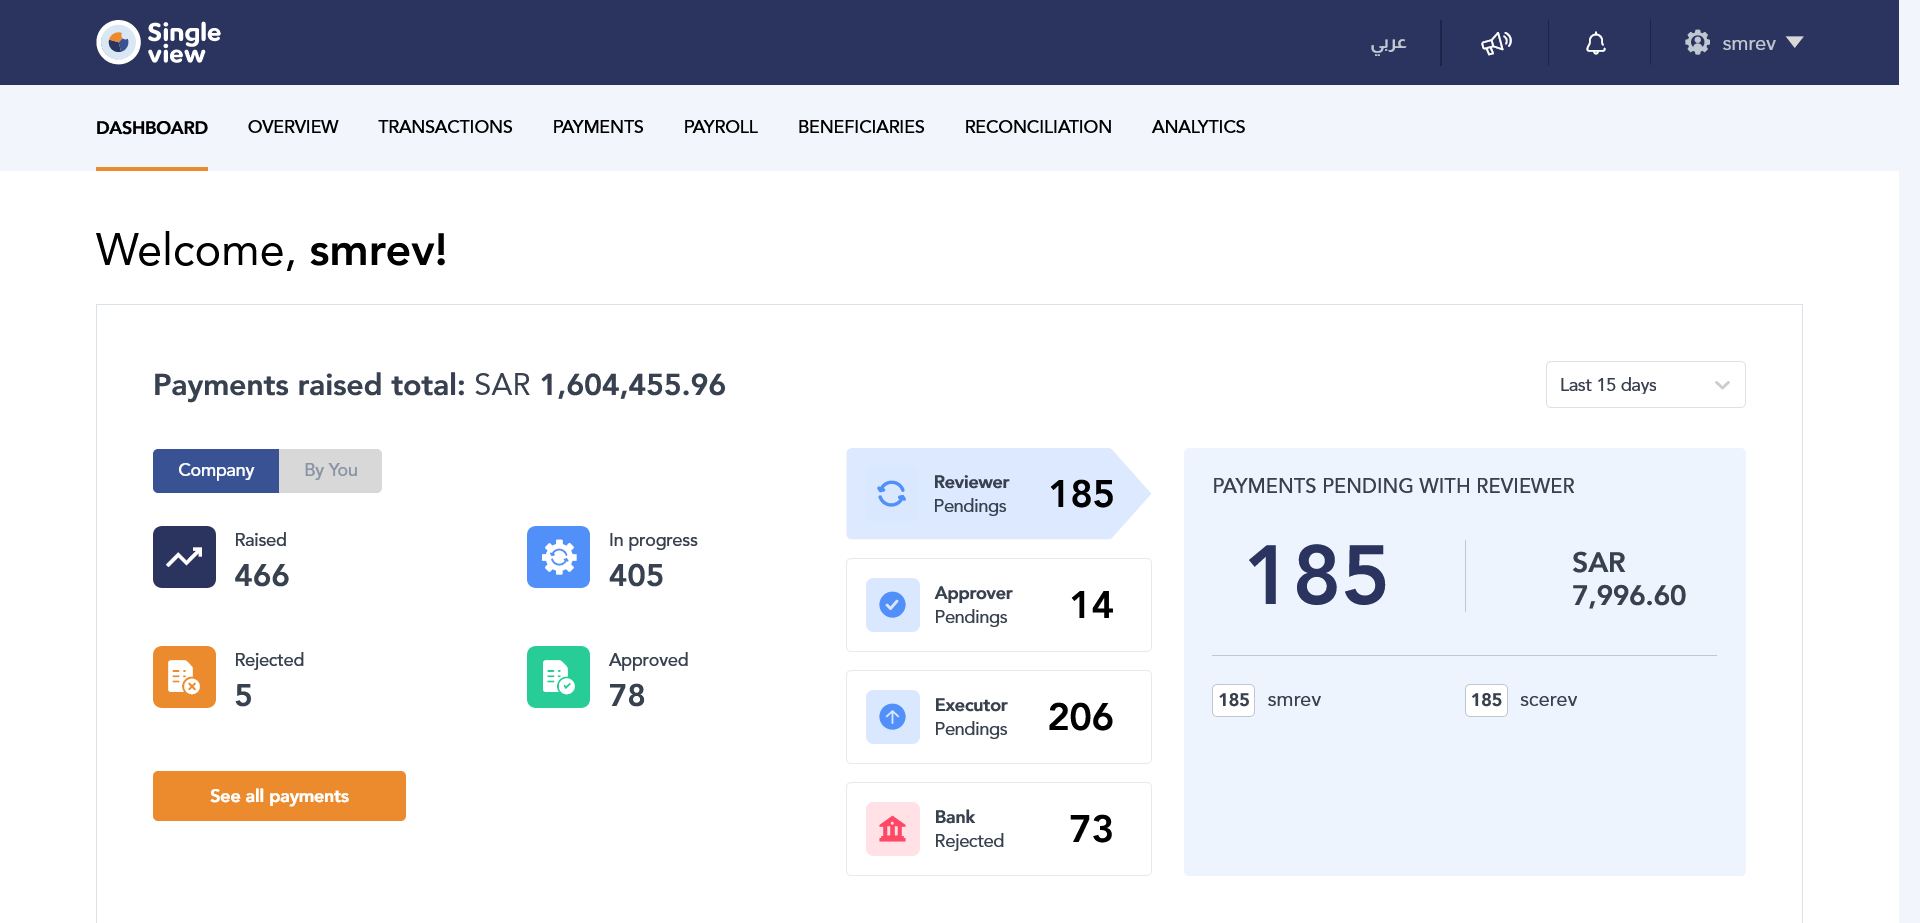 Single
view
عربي
smrev
DASHBOARD
OVERVIEW
TRANSACTIONS
PAYMENTS
PAYROLL
BENEFICIARIES
RECONCILIATION
ANALYTICS
Welcome, smrev!
Payments raised total: SAR 1,604,455.96
Last 15 days
Company
By You
Raised
466
In progress
405
Rejected
5
Approved
78
See all payments
Reviewer
Pendings
185
Approver
Pendings
14
Executor
Pendings
206
Bank
Rejected
73
PAYMENTS PENDING WITH REVIEWER
185
SAR
7,996.60
185 smrev
185 scerev